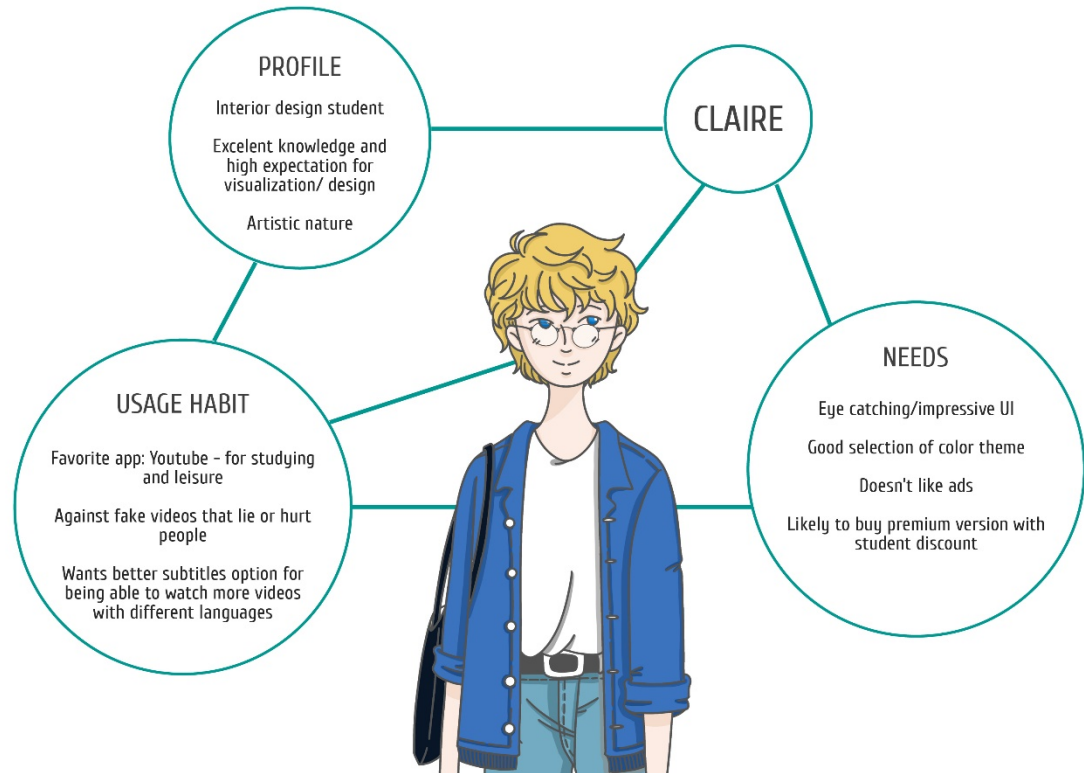 PROFILE
Interior design student
Excelent knowledge and
high expectation for
visualization/ design
Artistic nature
CLAIRE
USAGE HABIT
Favorite app: Youtube - for studying
and leisure
Against fake videos that lie or hurt
people
Wants better subtitles option for
being able to watch more videos
with different languages
NEEDS
Eye catching/impressive UI
Good selection of color theme
Doesn't like ads
Likely to buy premium version with
student discount